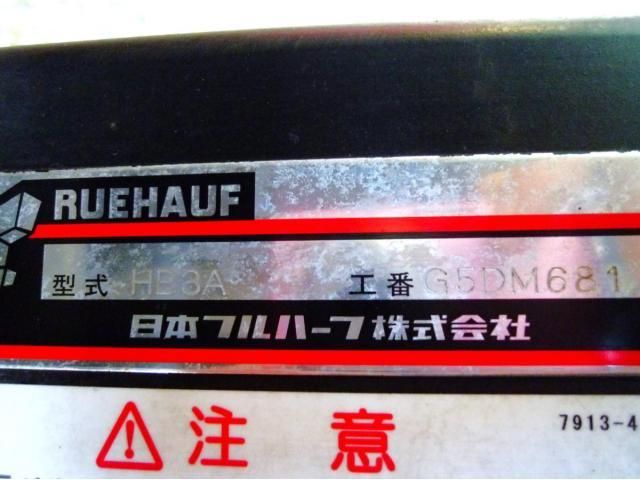 RUEHAUF
型式 HE3A 工番 G5DM681
日本フルハーフ株式会社
⚠注意
7913-4